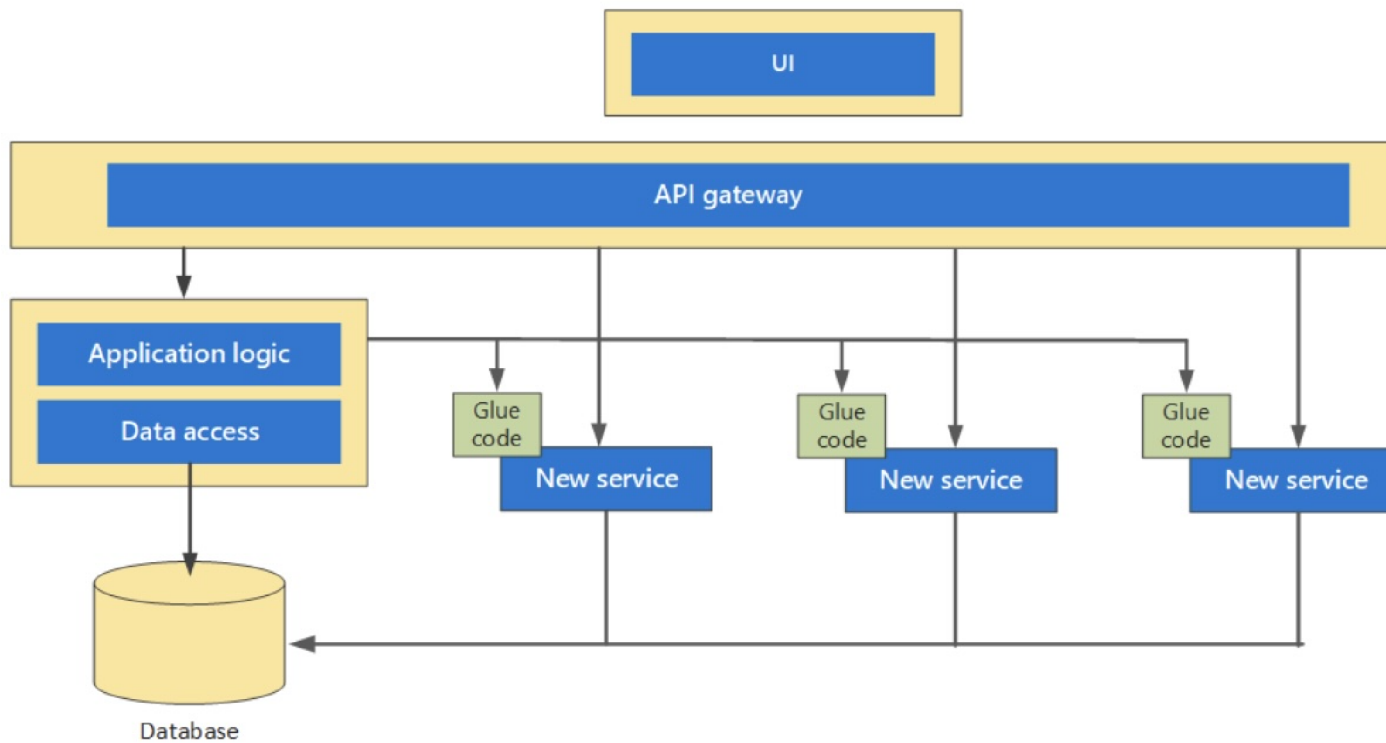 UI
API gateway
Application logic
Data access
Glue
code
New service
Glue
code
New service
Glue
code
New service
Database